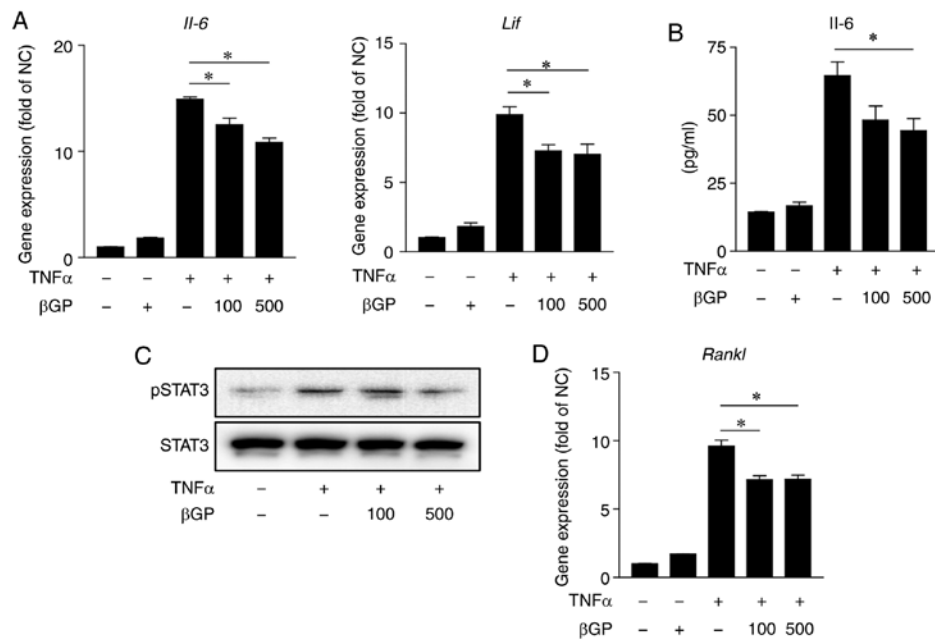 A
Il-6
Gene expression (fold of NC)
20
10
0
TNFα – – + + +
βGP – + – 100 500
Lif
Gene expression (fold of NC)
15
10
5
0
* *
* *
– – + + +
– + – 100 500
B
Il-6
(pg/ml)
75
50
25
0
*
TNFα – – + + +
βGP – + – 100 500
C
pSTAT3
STAT3
TNFα – + + +
βGP – – 100 500
D
Rankl
Gene expression (fold of NC)
15
10
5
0
*
*
TNFα – – + + +
βGP – + – 100 500